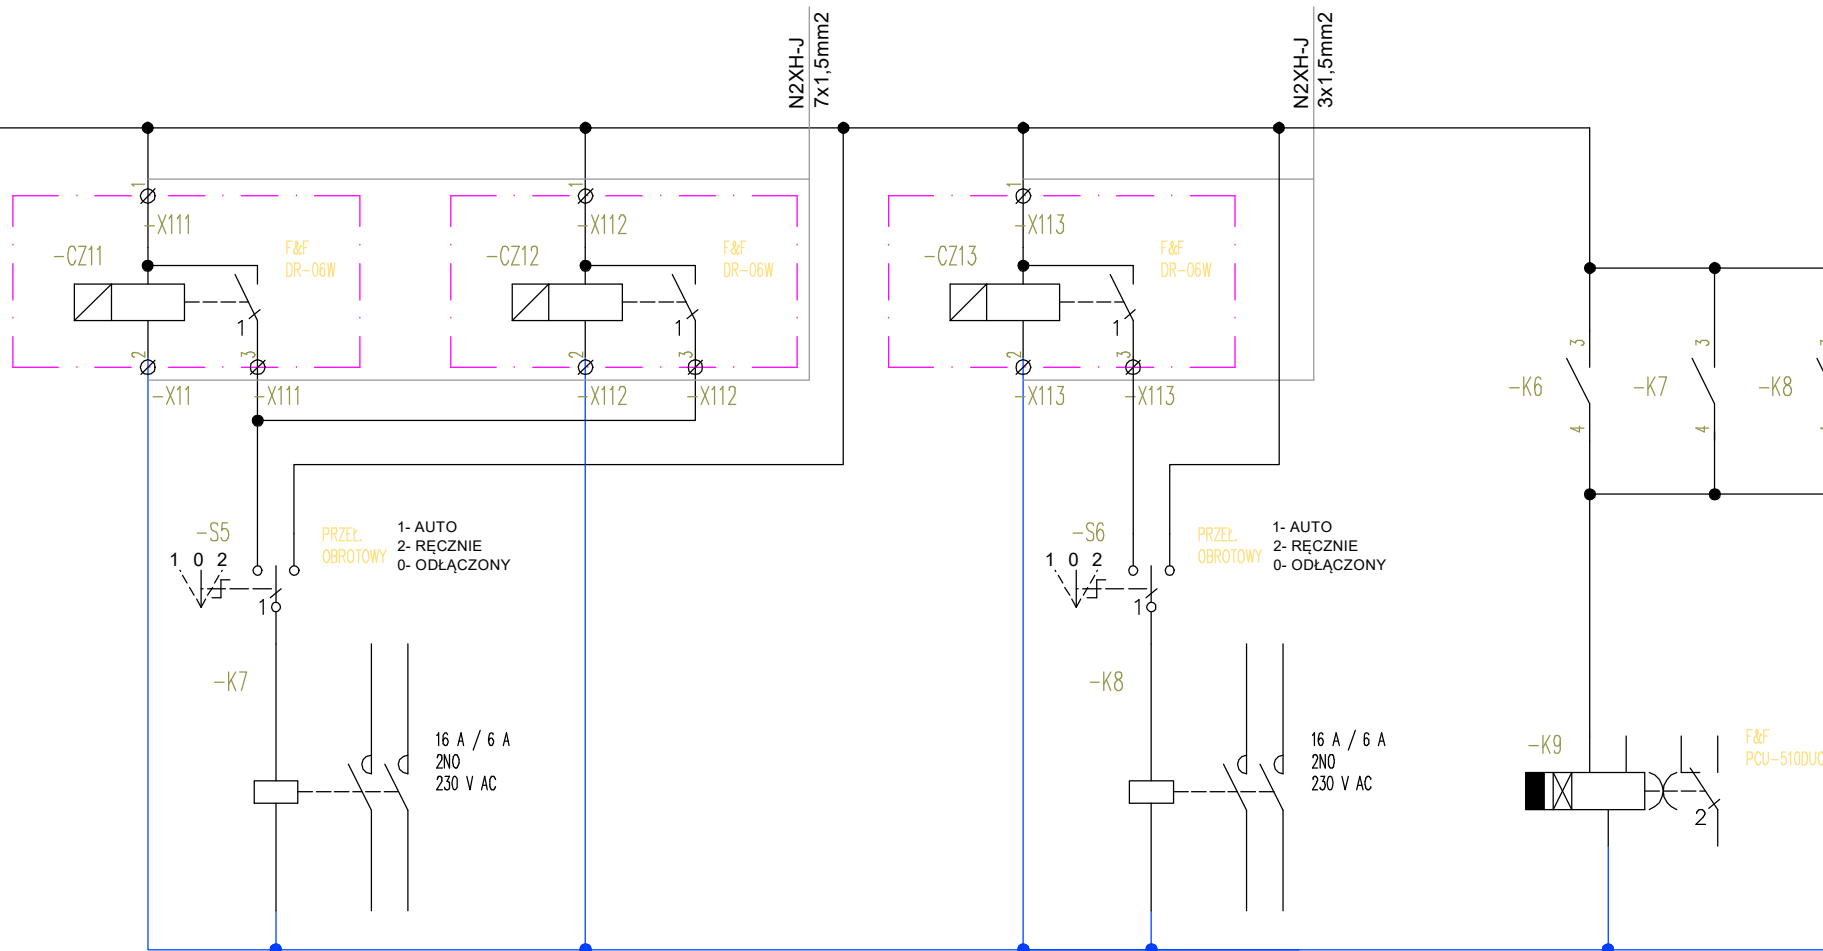 N2XH-J
7x1,5mm2
N2XH-J
3x1,5mm2
1
-X111
-CZ11
F&F
DR-06W
1
2
3
-X11
-X111
1
-X112
-CZ12
F&F
DR-06W
1
2
3
-X112
-X112
1
-X113
-CZ13
F&F
DR-06W
1
2
3
-X113
-X113
3
-K6
4
3
-K7
4
-K8
-S5
1 0 2
1
PRZEŁ.
OBROTOWY
1- AUTO
2- RĘCZNIE
0- ODŁĄCZONY
-S6
1 0 2
1
PRZEŁ.
OBROTOWY
1- AUTO
2- RĘCZNIE
0- ODŁĄCZONY
-K7
16 A / 6 A
2NO
230 V AC
-K8
16 A / 6 A
2NO
230 V AC
-K9
2
F&F
PCU-510DUO